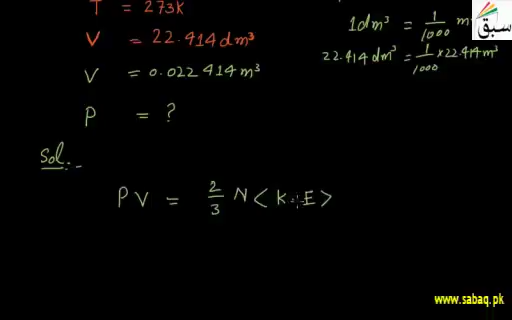 T = 273k
V = 22.414 dm³
V = 0.022414 m³
P = ?
1dm³ = 1/1000 m³
22.414 dm³ = 1/1000 × 22.414 m³
سبق
Sol:-
PV = 2/3 N < K.E >
www.sabaq.pk